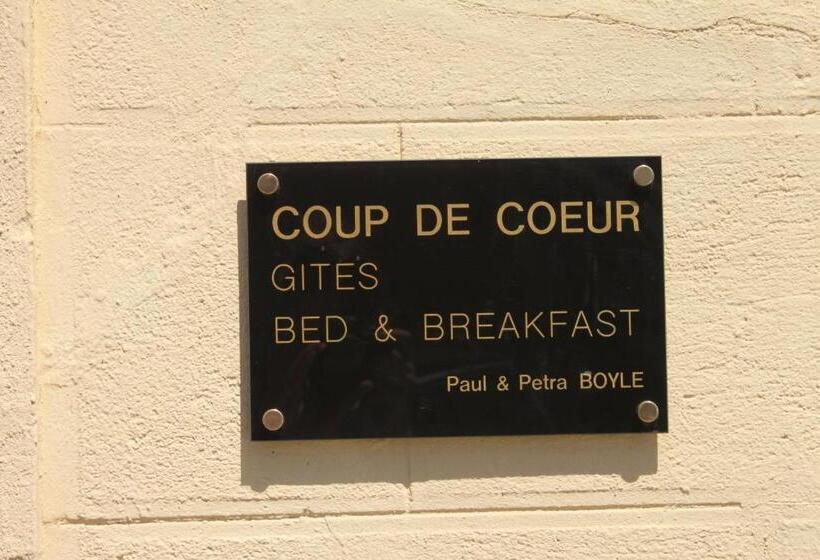 COUP DE COEUR
GITES
BED & BREAKFAST
Paul & Petra BOYLE